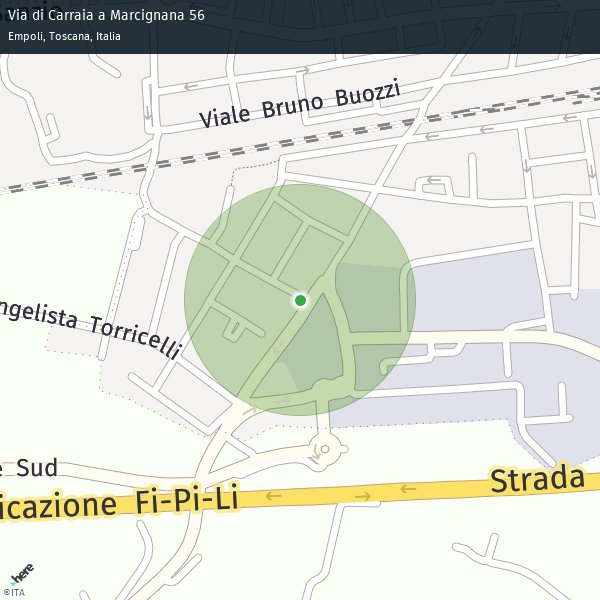 Via di Carraia a Marcignana 56
Empoli, Toscana, Italia
Viale Bruno Buozzi
ngelista Torricelli
Sud
icazione Fi-Pi-Li
Strada
here
©ITA